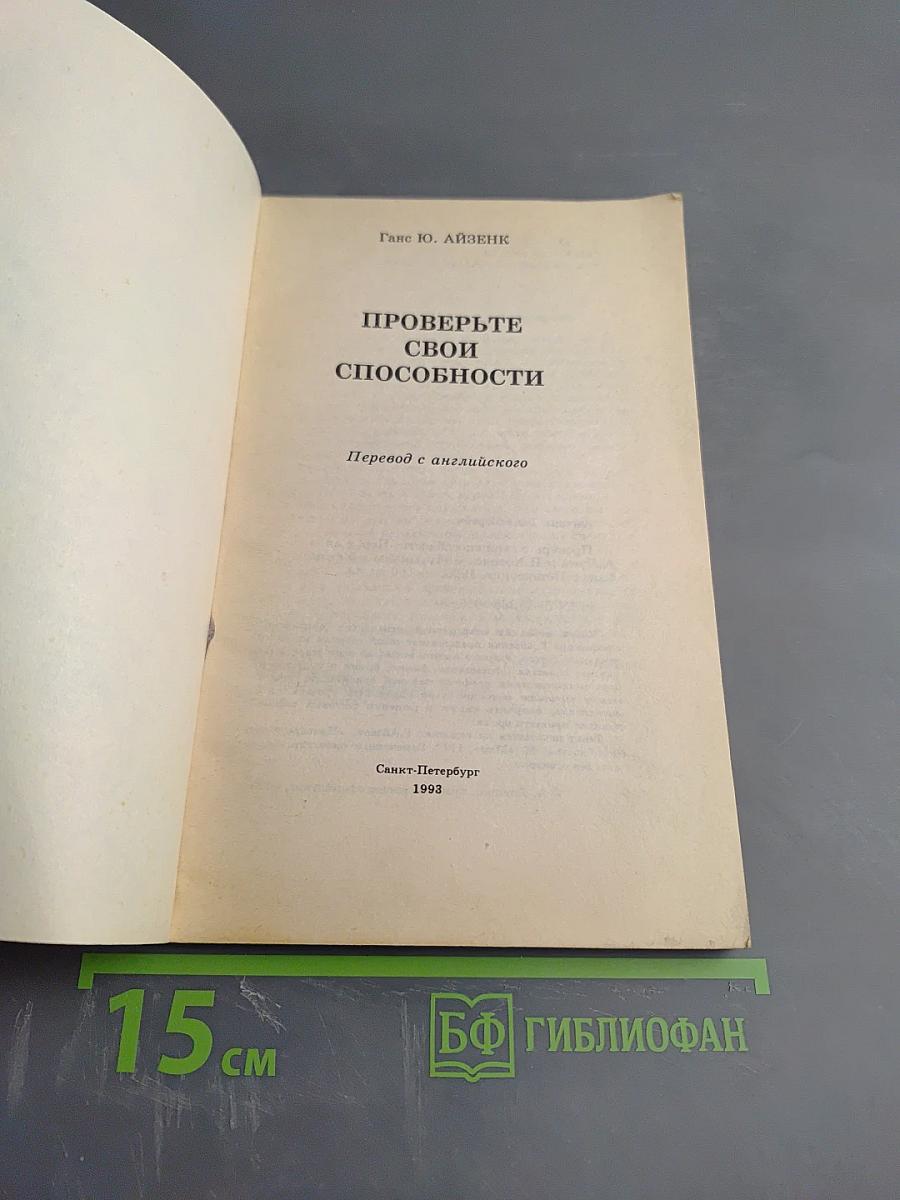 Ганс Ю. АЙЗЕНК
ПРОВЕРЬТЕ
СВОИ
СПОСОБНОСТИ
Перевод с английского
Санкт-Петербург
1993
15 см
БФ ГИБЛИОФАН